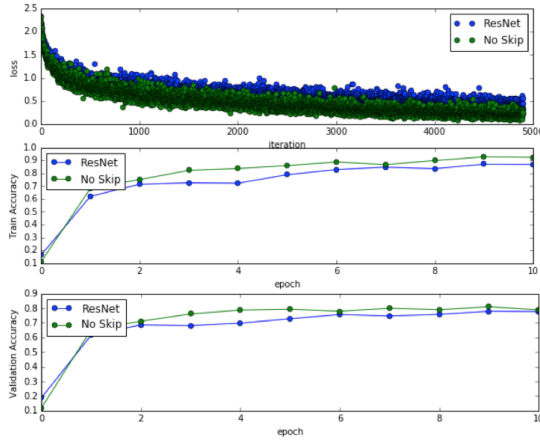 2.5
2.0
1.5
1.0
0.5
0.0
loss
ResNet
No Skip
0 1000 2000 3000 4000 5000
iteration
1.0
0.9
0.8
0.7
0.6
0.5
0.4
0.3
0.2
0.1
Train Accuracy
ResNet
No Skip
0 2 4 6 8 10
epoch
0.9
0.8
0.7
0.6
0.5
0.4
0.3
0.2
0.1
Validation Accuracy
ResNet
No Skip
0 2 4 6 8 10
epoch